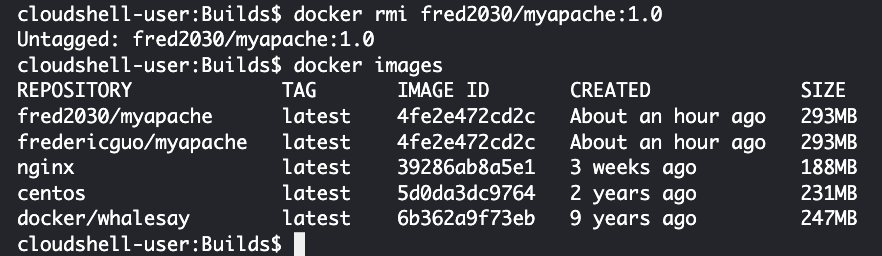 cloudshell-user:Builds$ docker rmi fred2030/myapache:1.0
Untagged: fred2030/myapache:1.0
cloudshell-user:Builds$ docker images
REPOSITORY TAG IMAGE ID CREATED SIZE
fred2030/myapache latest 4fe2e472cd2c About an hour ago 293MB
fredericguo/myapache latest 4fe2e472cd2c About an hour ago 293MB
nginx latest 39286ab8a5e1 3 weeks ago 188MB
centos latest 5d0da3dc9764 2 years ago 231MB
docker/whalesay latest 6b362a9f73eb 9 years ago 247MB
cloudshell-user:Builds$